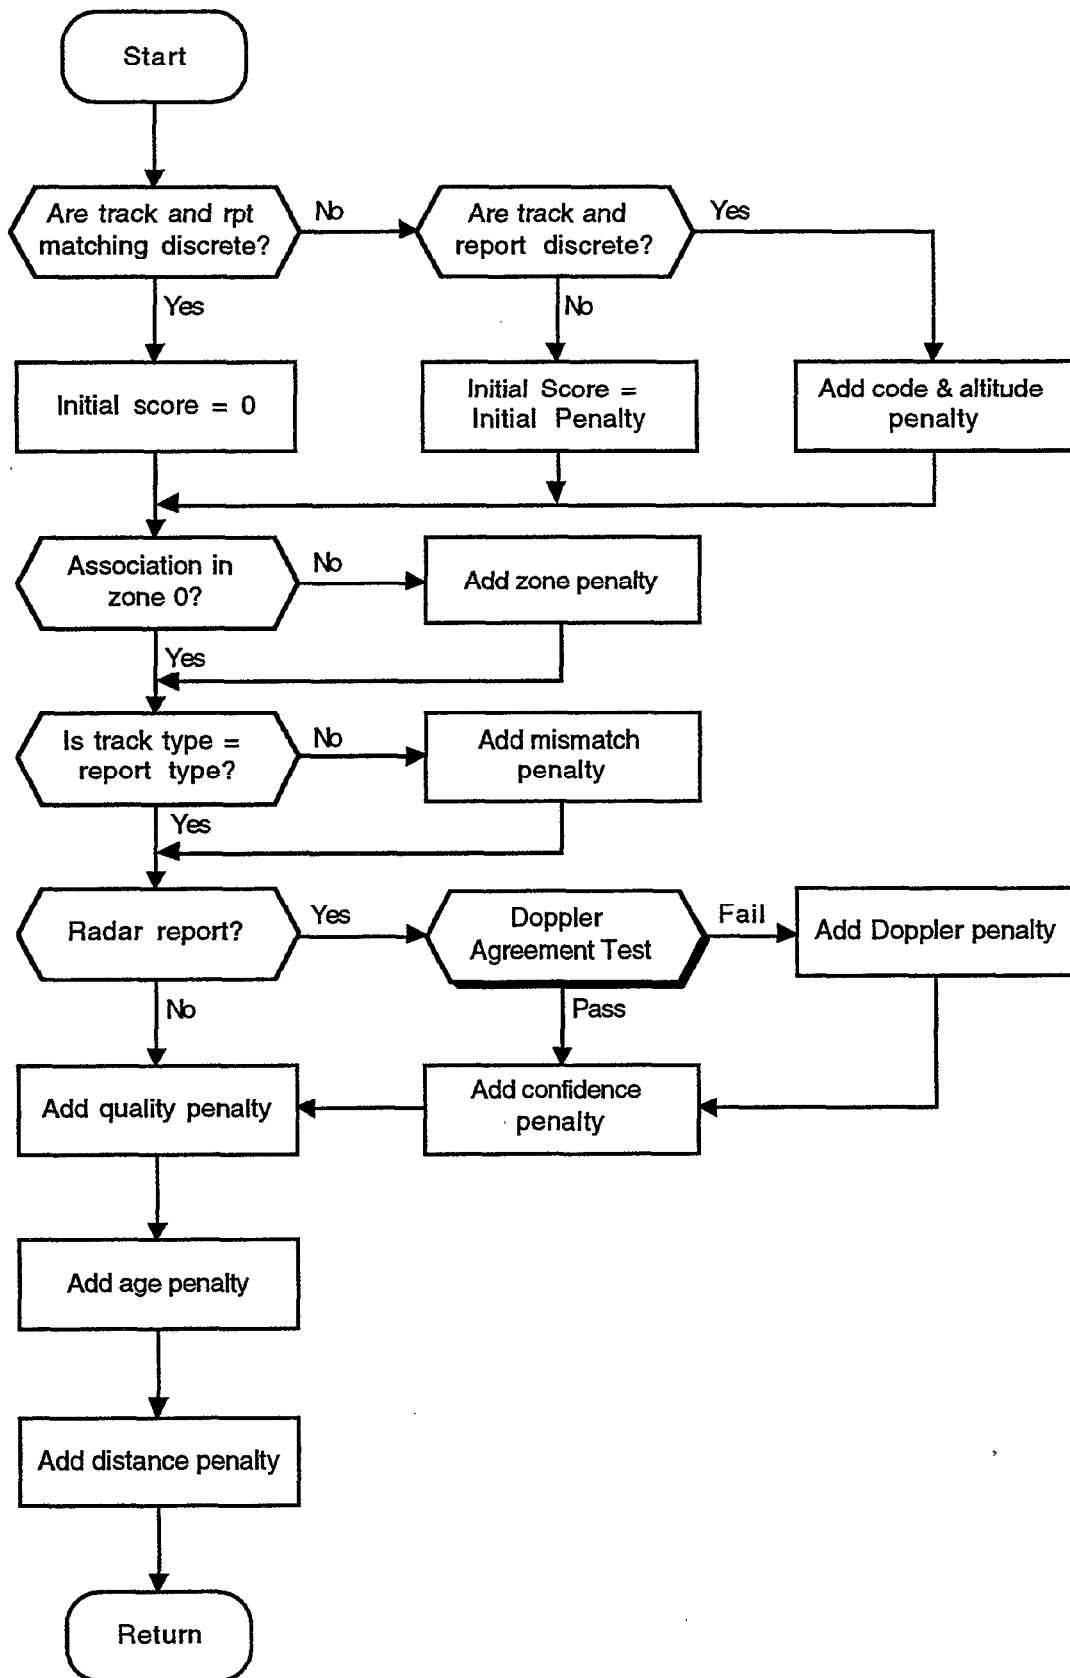 Start
Are track and rpt
matching discrete?
No
Are track and
report discrete?
Yes
Yes
No
Initial score = 0
Initial Score =
Initial Penalty
Add code & altitude
penalty
Association in
zone 0?
No
Add zone penalty
Yes
Is track type =
report type?
No
Add mismatch
penalty
Yes
Radar report?
Yes
Doppler
Agreement Test
Fail
Add Doppler penalty
No
Pass
Add quality penalty
Add confidence
penalty
Add age penalty
Add distance penalty
Return